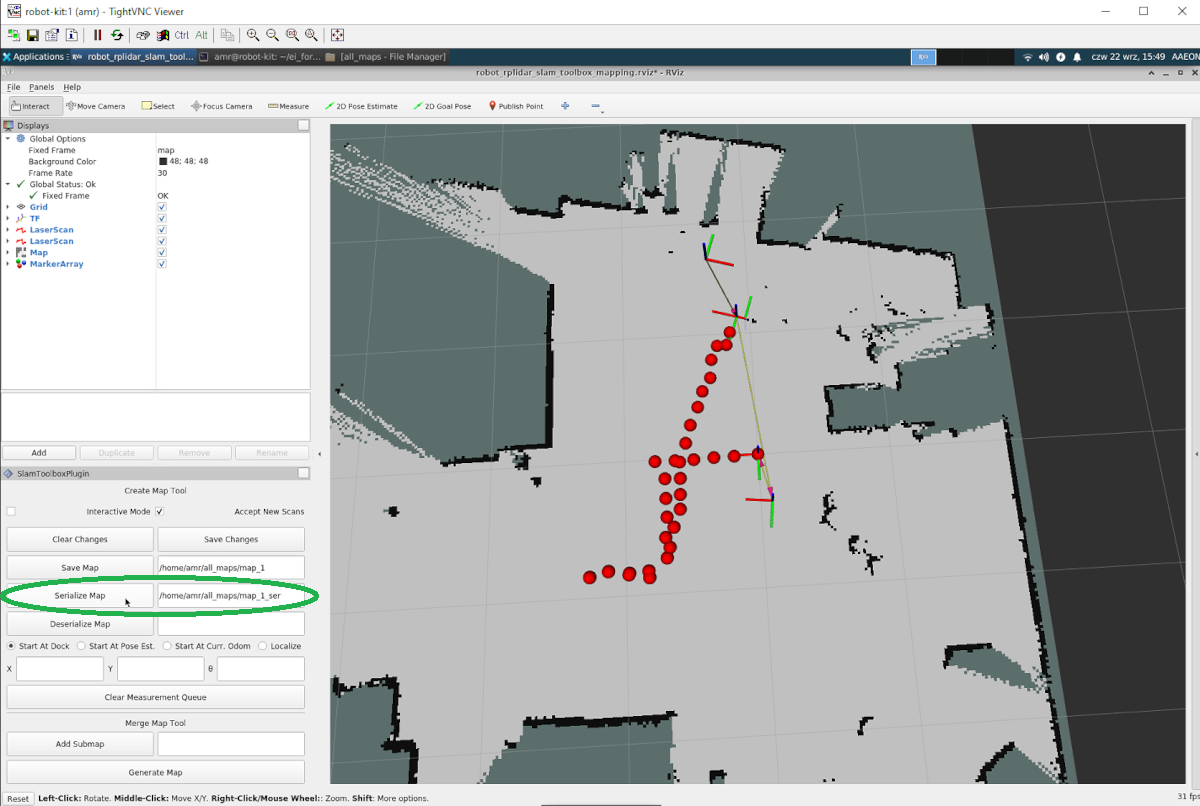 robot-kit:1 (amr) - TightVNC Viewer
Ctrl Alt
Applications robot_rplidar_slam_tool... amr@robot-kit: ~/ei_for... [all_maps - File Manager] czw 22 wrz, 15:49 AAEON
robot_rplidar_slam_toolbox_mapping.rviz* - RViz
File Panels Help
Interact Move Camera Select Focus Camera Measure 2D Pose Estimate 2D Goal Pose Publish Point
Displays
Global Options
Fixed Frame map
Background Color 48; 48; 48
Frame Rate 30
Global Status: Ok
Fixed Frame OK
Grid
TF
LaserScan
LaserScan
Map
MarkerArray
Add Duplicate Remove Rename
SlamToolboxPlugin
Create Map Tool
Interactive Mode Accept New Scans
Clear Changes Save Changes
Save Map /home/amr/all_maps/map_1
Serialize Map /home/amr/all_maps/map_1_ser
Deserialize Map
Start At Dock Start At Pose Est. Start At Curr. Odom Localize
X Y θ
Clear Measurement Queue
Merge Map Tool
Add Submap
Generate Map
Reset Left-Click: Rotate. Middle-Click: Move X/Y. Right-Click/Mouse Wheel:: Zoom. Shift: More options. 31 fps